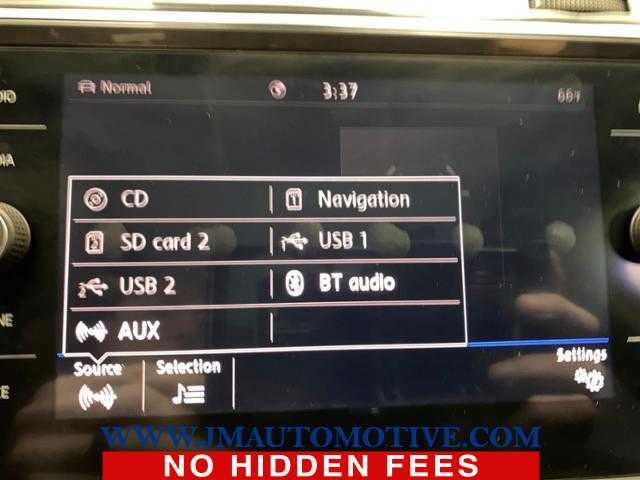 Normal 3:37 66°F
CD Navigation
SD card 2 USB 1
USB 2 BT audio
AUX
Source Selection Settings
WWW.JMAUTOMOTIVE.COM
NO HIDDEN FEES